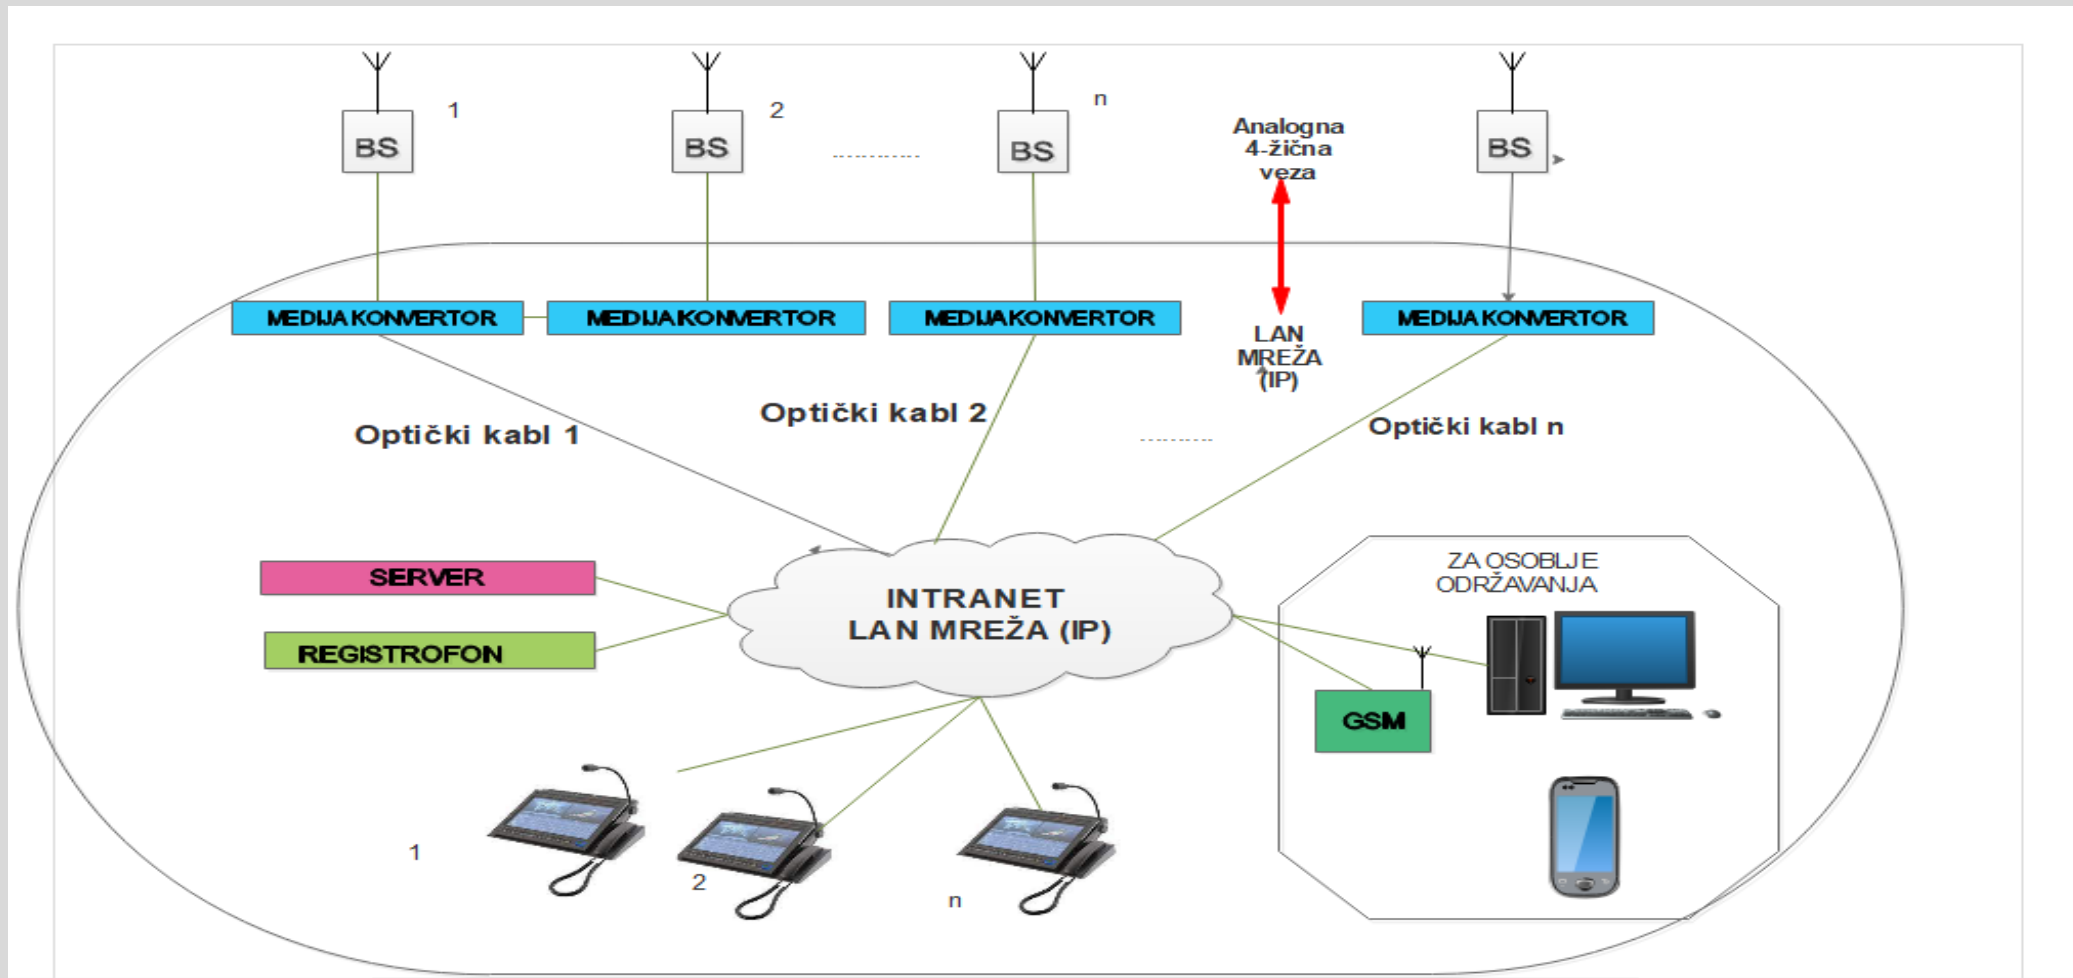 1
2
n
BS
BS
BS
BS
Analogna
4-žična
veza
MEDIJA KONVERTOR
MEDIJA KONVERTOR
MEDIJA KONVERTOR
MEDIJA KONVERTOR
LAN
MREŽA
(IP)
Optički kabl 1
Optički kabl 2
Optički kabl n
SERVER
REGISTROFON
INTRANET
LAN MREŽA (IP)
ZA OSOBLJE
ODRŽAVANJA
GSM
1
2
n